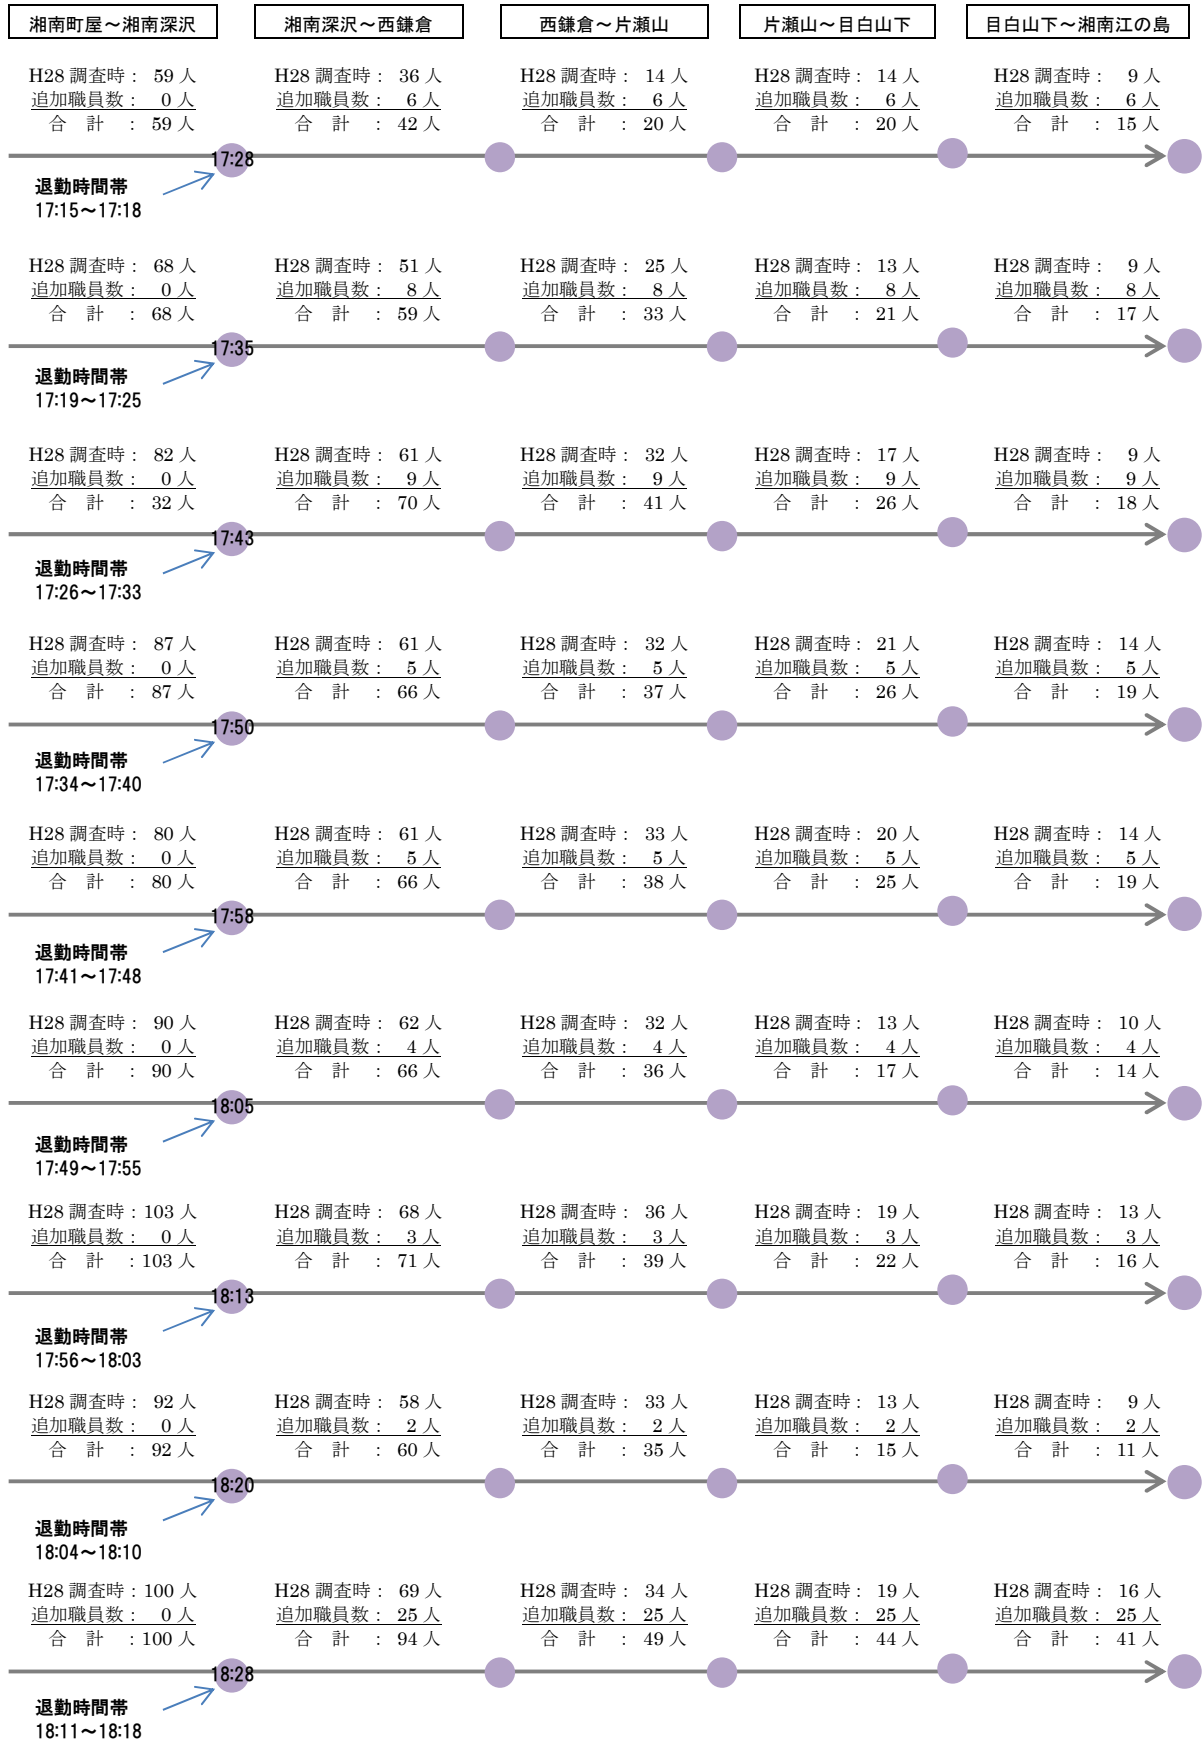 湘南町屋～湘南深沢 湘南深沢～西鎌倉 西鎌倉～片瀬山 片瀬山～目白山下 目白山下～湘南江の島
H28 調査時： 59 人 H28 調査時： 36 人 H28 調査時： 14 人 H28 調査時： 14 人 H28 調査時： 9 人
追加職員数： 0 人 追加職員数： 6 人 追加職員数： 6 人 追加職員数： 6 人 追加職員数： 6 人
合 計 ： 59 人 合 計 ： 42 人 合 計 ： 20 人 合 計 ： 20 人 合 計 ： 15 人
17:28
退勤時間帯
17:15～17:18
H28 調査時： 68 人 H28 調査時： 51 人 H28 調査時： 25 人 H28 調査時： 13 人 H28 調査時： 9 人
追加職員数： 0 人 追加職員数： 8 人 追加職員数： 8 人 追加職員数： 8 人 追加職員数： 8 人
合 計 ： 68 人 合 計 ： 59 人 合 計 ： 33 人 合 計 ： 21 人 合 計 ： 17 人
17:35
退勤時間帯
17:19～17:25
H28 調査時： 82 人 H28 調査時： 61 人 H28 調査時： 32 人 H28 調査時： 17 人 H28 調査時： 9 人
追加職員数： 0 人 追加職員数： 9 人 追加職員数： 9 人 追加職員数： 9 人 追加職員数： 9 人
合 計 ： 32 人 合 計 ： 70 人 合 計 ： 41 人 合 計 ： 26 人 合 計 ： 18 人
17:43
退勤時間帯
17:26～17:33
H28 調査時： 87 人 H28 調査時： 61 人 H28 調査時： 32 人 H28 調査時： 21 人 H28 調査時： 14 人
追加職員数： 0 人 追加職員数： 5 人 追加職員数： 5 人 追加職員数： 5 人 追加職員数： 5 人
合 計 ： 87 人 合 計 ： 66 人 合 計 ： 37 人 合 計 ： 26 人 合 計 ： 19 人
17:50
退勤時間帯
17:34～17:40
H28 調査時： 80 人 H28 調査時： 61 人 H28 調査時： 33 人 H28 調査時： 20 人 H28 調査時： 14 人
追加職員数： 0 人 追加職員数： 5 人 追加職員数： 5 人 追加職員数： 5 人 追加職員数： 5 人
合 計 ： 80 人 合 計 ： 66 人 合 計 ： 38 人 合 計 ： 25 人 合 計 ： 19 人
17:58
退勤時間帯
17:41～17:48
H28 調査時： 90 人 H28 調査時： 62 人 H28 調査時： 32 人 H28 調査時： 13 人 H28 調査時： 10 人
追加職員数： 0 人 追加職員数： 4 人 追加職員数： 4 人 追加職員数： 4 人 追加職員数： 4 人
合 計 ： 90 人 合 計 ： 66 人 合 計 ： 36 人 合 計 ： 17 人 合 計 ： 14 人
18:05
退勤時間帯
17:49～17:55
H28 調査時：103 人 H28 調査時： 68 人 H28 調査時： 36 人 H28 調査時： 19 人 H28 調査時： 13 人
追加職員数： 0 人 追加職員数： 3 人 追加職員数： 3 人 追加職員数： 3 人 追加職員数： 3 人
合 計 ：103 人 合 計 ： 71 人 合 計 ： 39 人 合 計 ： 22 人 合 計 ： 16 人
18:13
退勤時間帯
17:56～18:03
H28 調査時： 92 人 H28 調査時： 58 人 H28 調査時： 33 人 H28 調査時： 13 人 H28 調査時： 9 人
追加職員数： 0 人 追加職員数： 2 人 追加職員数： 2 人 追加職員数： 2 人 追加職員数： 2 人
合 計 ： 92 人 合 計 ： 60 人 合 計 ： 35 人 合 計 ： 15 人 合 計 ： 11 人
18:20
退勤時間帯
18:04～18:10
H28 調査時：100 人 H28 調査時： 69 人 H28 調査時： 34 人 H28 調査時： 19 人 H28 調査時： 16 人
追加職員数： 0 人 追加職員数： 25 人 追加職員数： 25 人 追加職員数： 25 人 追加職員数： 25 人
合 計 ：100 人 合 計 ： 94 人 合 計 ： 49 人 合 計 ： 44 人 合 計 ： 41 人
18:28
退勤時間帯
18:11～18:18